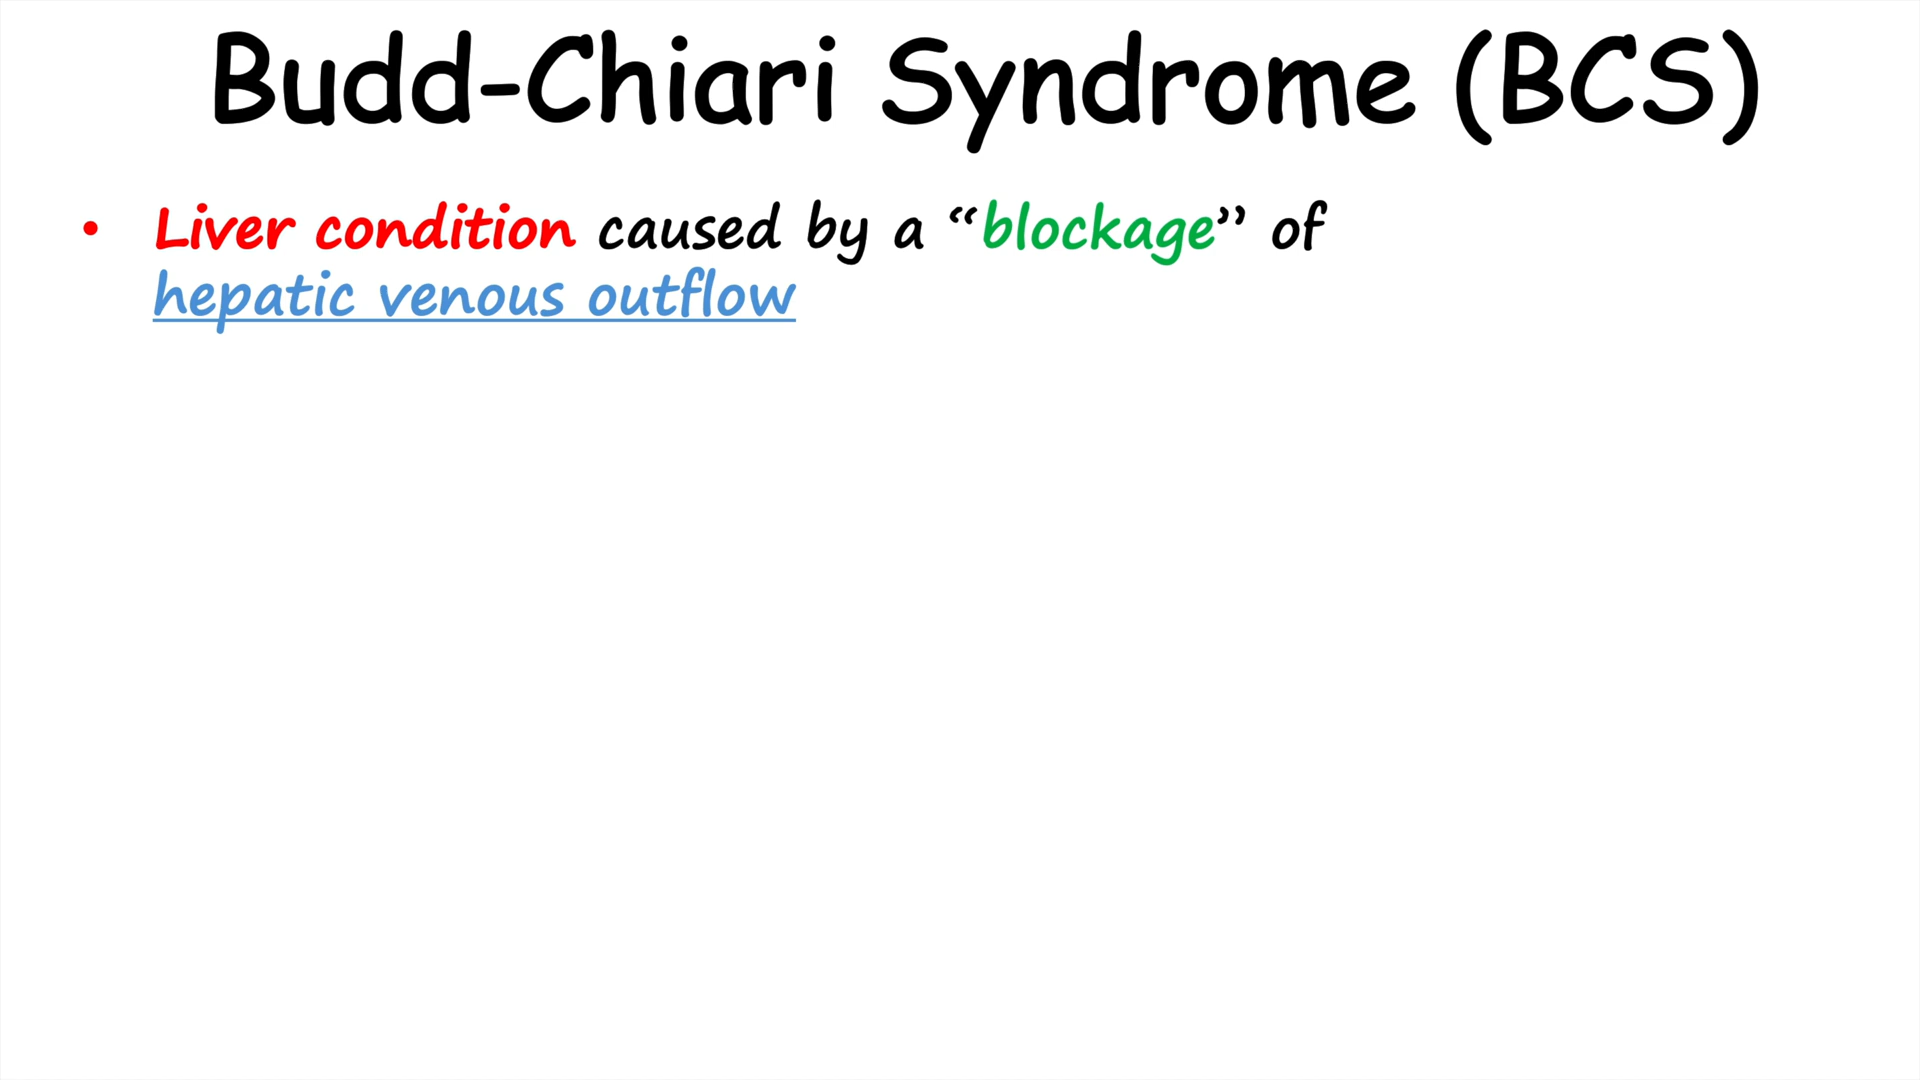 Budd-Chiari Syndrome (BCS)
• Liver condition caused by a “blockage” of
hepatic venous outflow